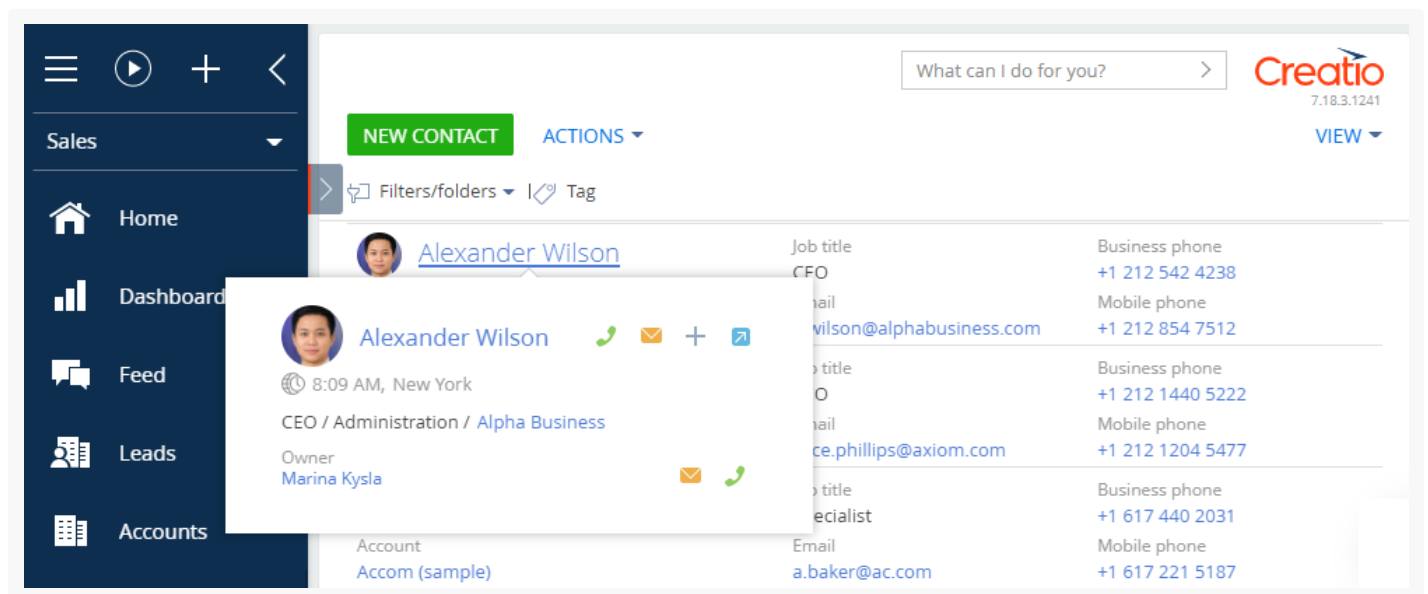 What can I do for you?
Creatio
7.18.3.1241
Sales
NEW CONTACT
ACTIONS
VIEW
Filters/folders
Tag
Home
Dashboard
Feed
Leads
Accounts
Alexander Wilson
Job title
Business phone
CEO
+1 212 542 4238
Mobile phone
wilson@alphabusiness.com
+1 212 854 7512
Alexander Wilson
8:09 AM, New York
CEO / Administration / Alpha Business
Owner
Marina Kysla
title
Business phone
+1 212 1440 5222
Mobile phone
ce.phillips@axiom.com
+1 212 1204 5477
title
Business phone
ecialist
+1 617 440 2031
Account
Email
Mobile phone
Accom (sample)
a.baker@ac.com
+1 617 221 5187